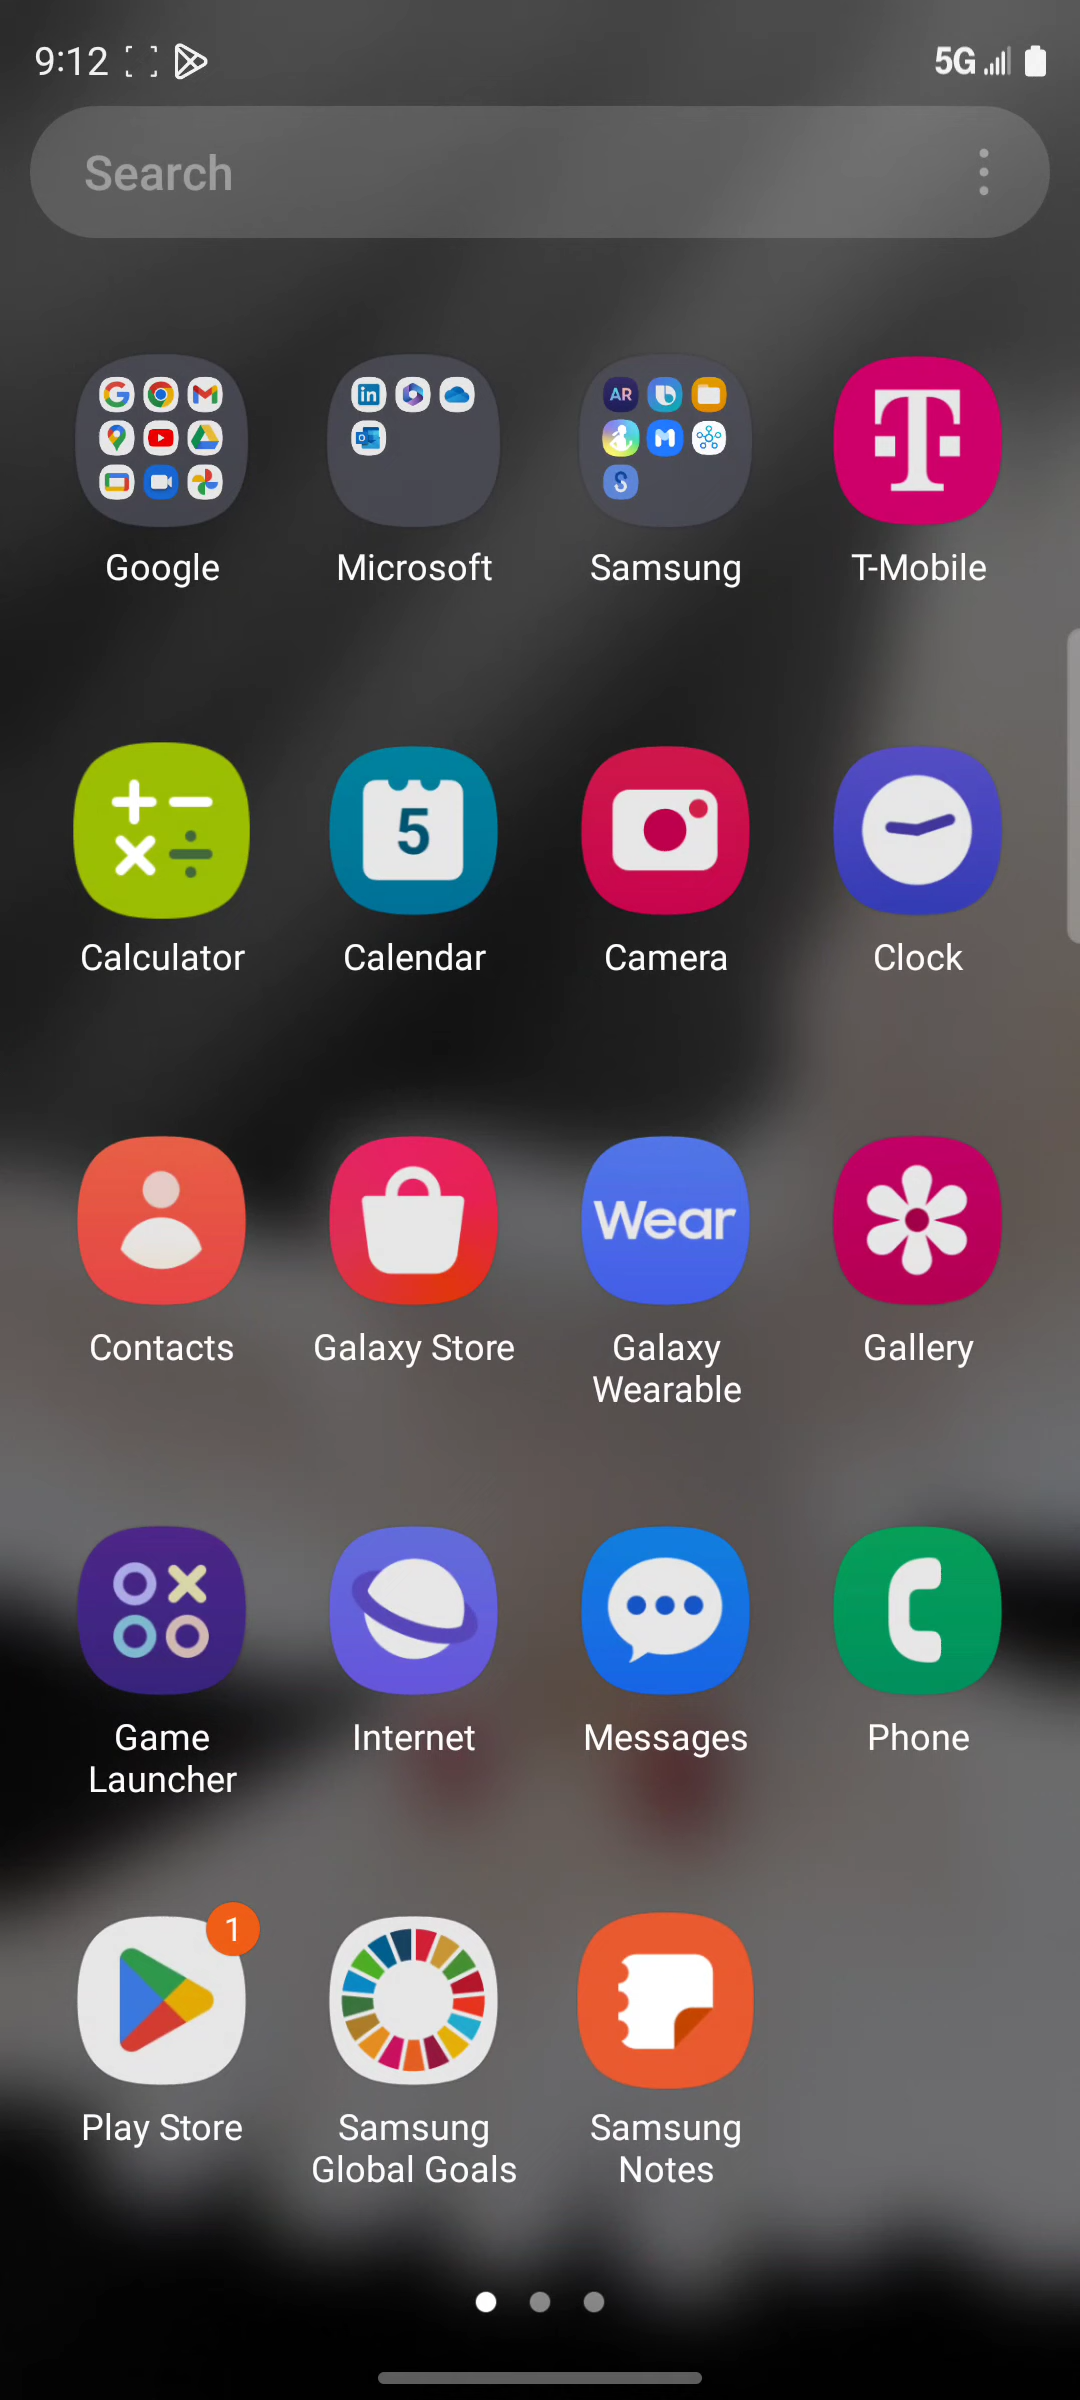 9:12
5G
Search
Google
Microsoft
Samsung
T-Mobile
Calculator
5
Calendar
Camera
Clock
Contacts
Galaxy Store
Wear
Galaxy
Wearable
Gallery
Game
Launcher
Internet
Messages
Phone
1
Play Store
Samsung
Global Goals
Samsung
Notes